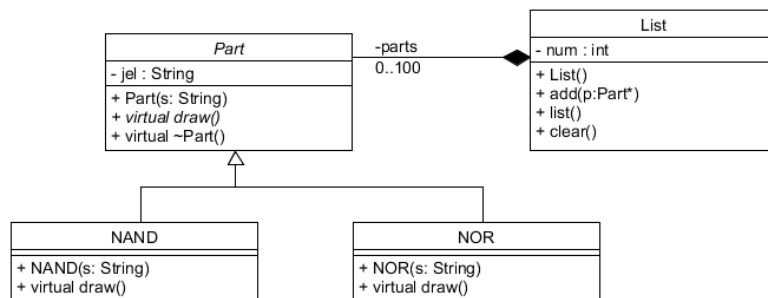 Part
- jel : String
+ Part(s: String)
+ virtual draw()
+ virtual ~Part()
-parts
0..100
List
- num : int
+ List()
+ add(p:Part*)
+ list()
+ clear()
NAND
+ NAND(s: String)
+ virtual draw()
NOR
+ NOR(s: String)
+ virtual draw()